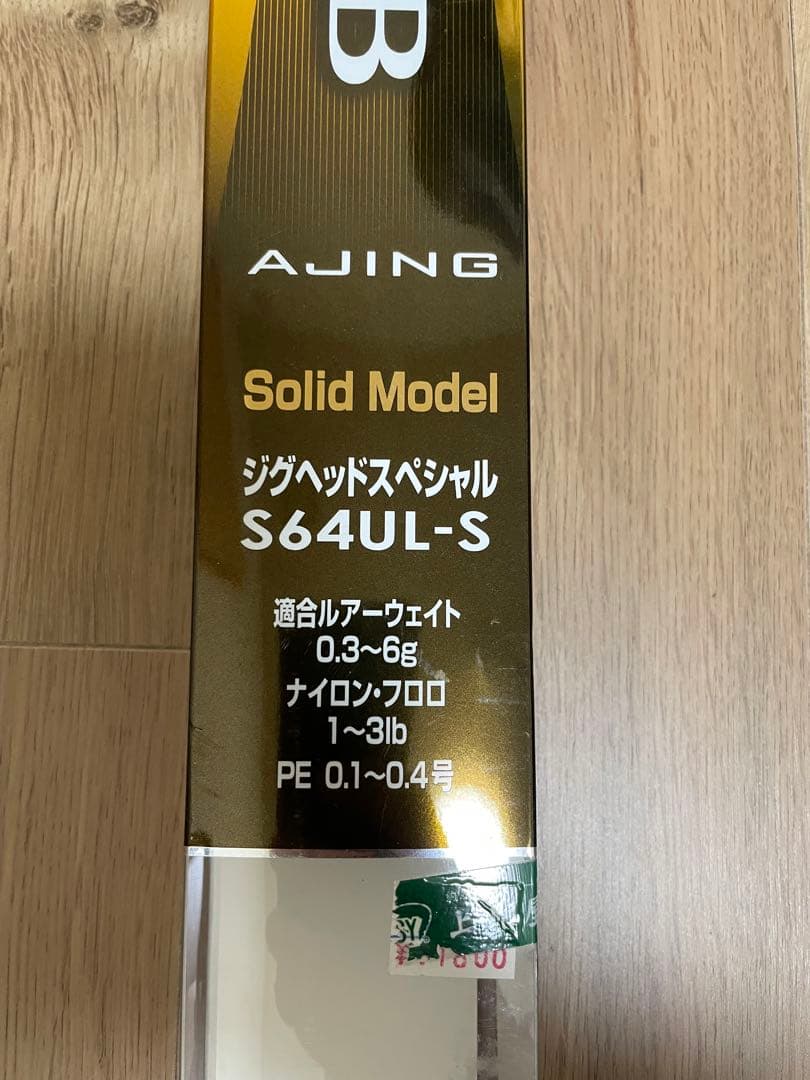 B
AJING
Solid Model
ジグヘッドスペシャル
S64UL-S
適合ルアーウェイト
0.3〜6g
ナイロン・フロロ
1〜3lb
PE 0.1〜0.4号
1800